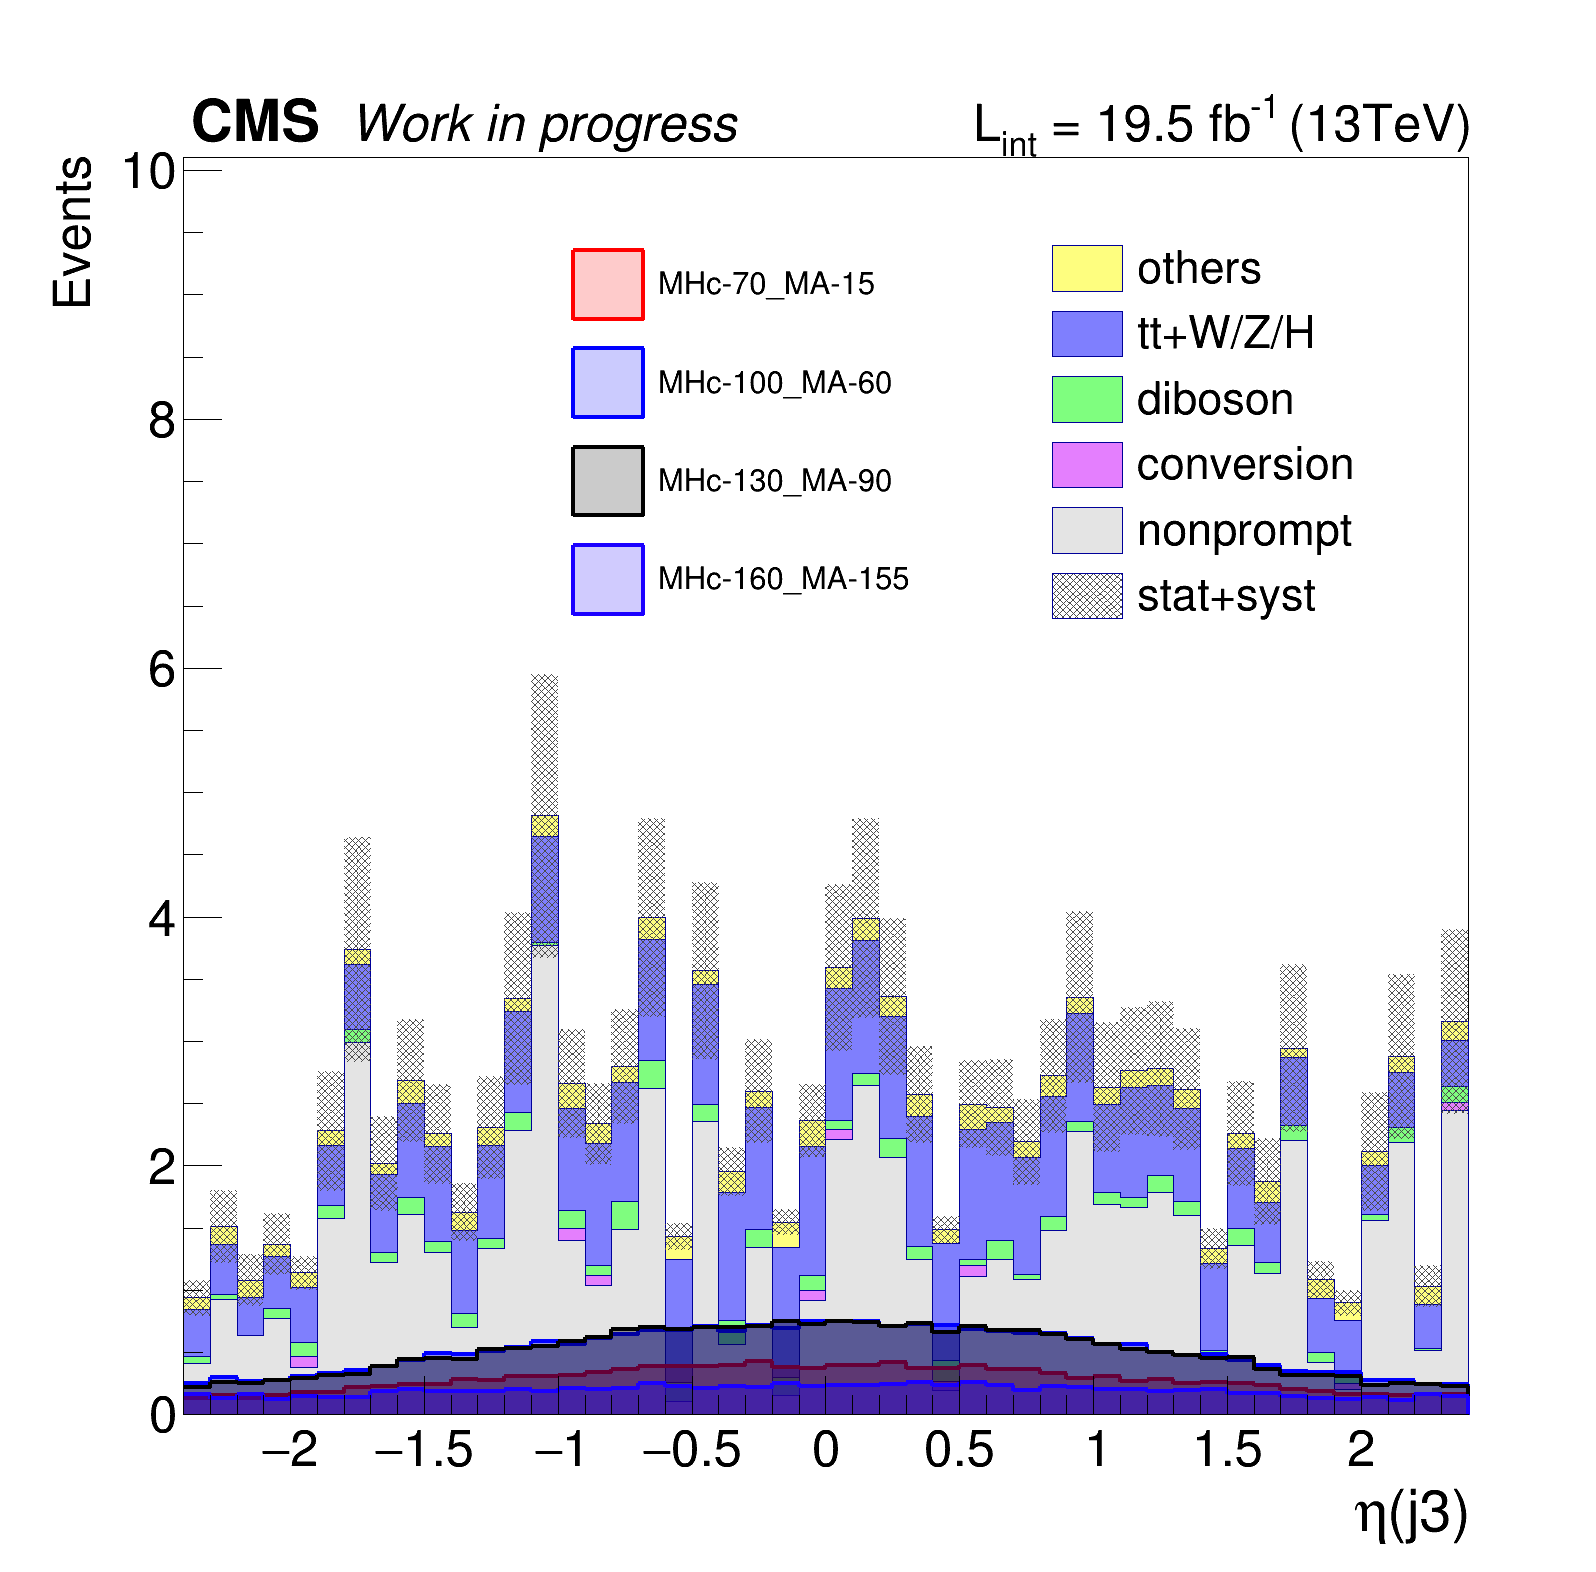 CMS Work in progress
L_int = 19.5 fb^-1 (13TeV)
Events
10
8
6
4
2
0
MHc-70_MA-15
MHc-100_MA-60
MHc-130_MA-90
MHc-160_MA-155
others
tt+W/Z/H
diboson
conversion
nonprompt
stat+syst
−2 −1.5 −1 −0.5 0 0.5 1 1.5 2
η(j3)